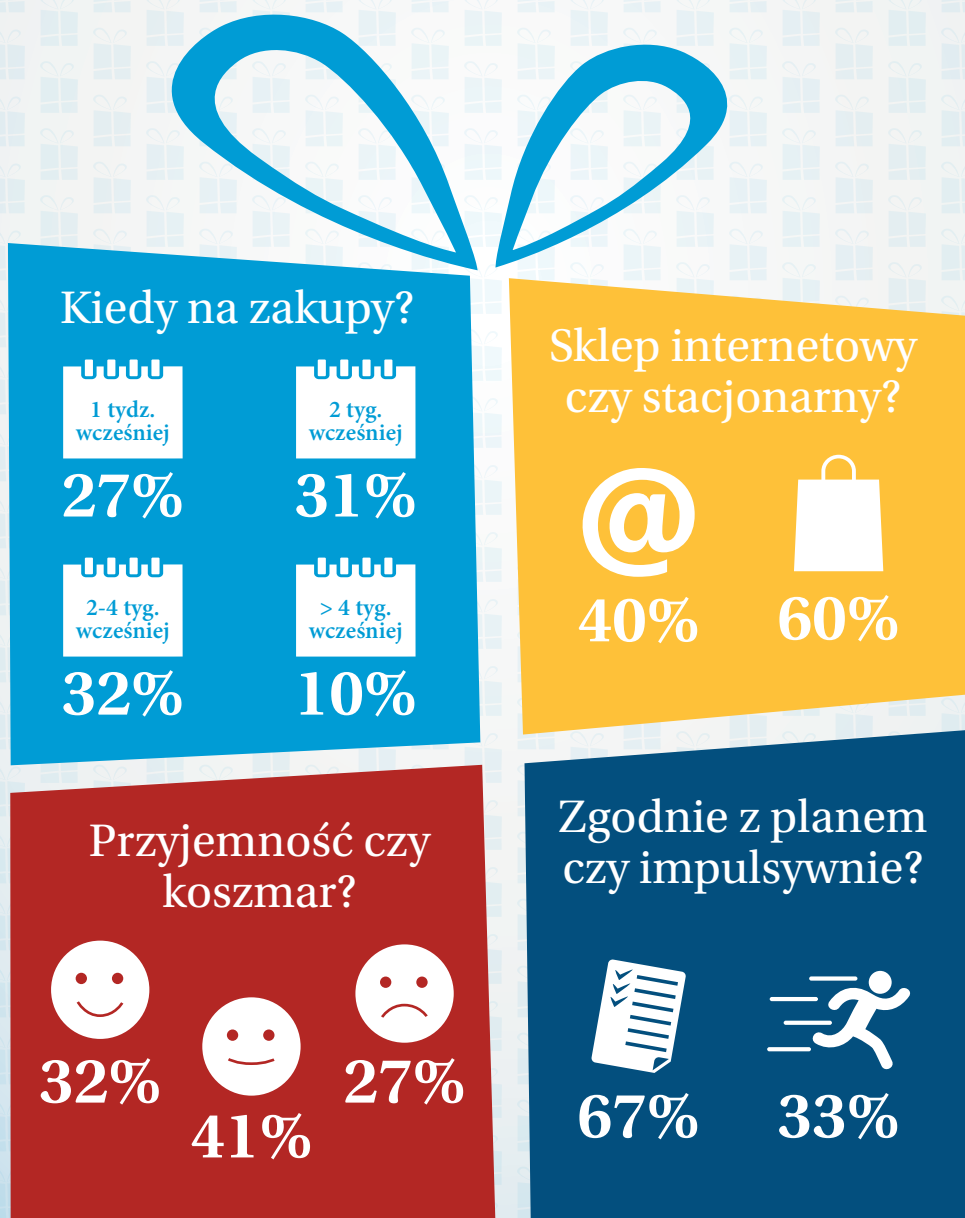 Kiedy na zakupy?
1 tydz.
wcześniej
27%
2 tyg.
wcześniej
31%
2-4 tyg.
wcześniej
32%
> 4 tyg.
wcześniej
10%
Sklep internetowy
czy stacjonarny?
@
40%
60%
Przyjemność czy
koszmar?
32%
41%
27%
Zgodnie z planem
czy impulsywnie?
67%
33%